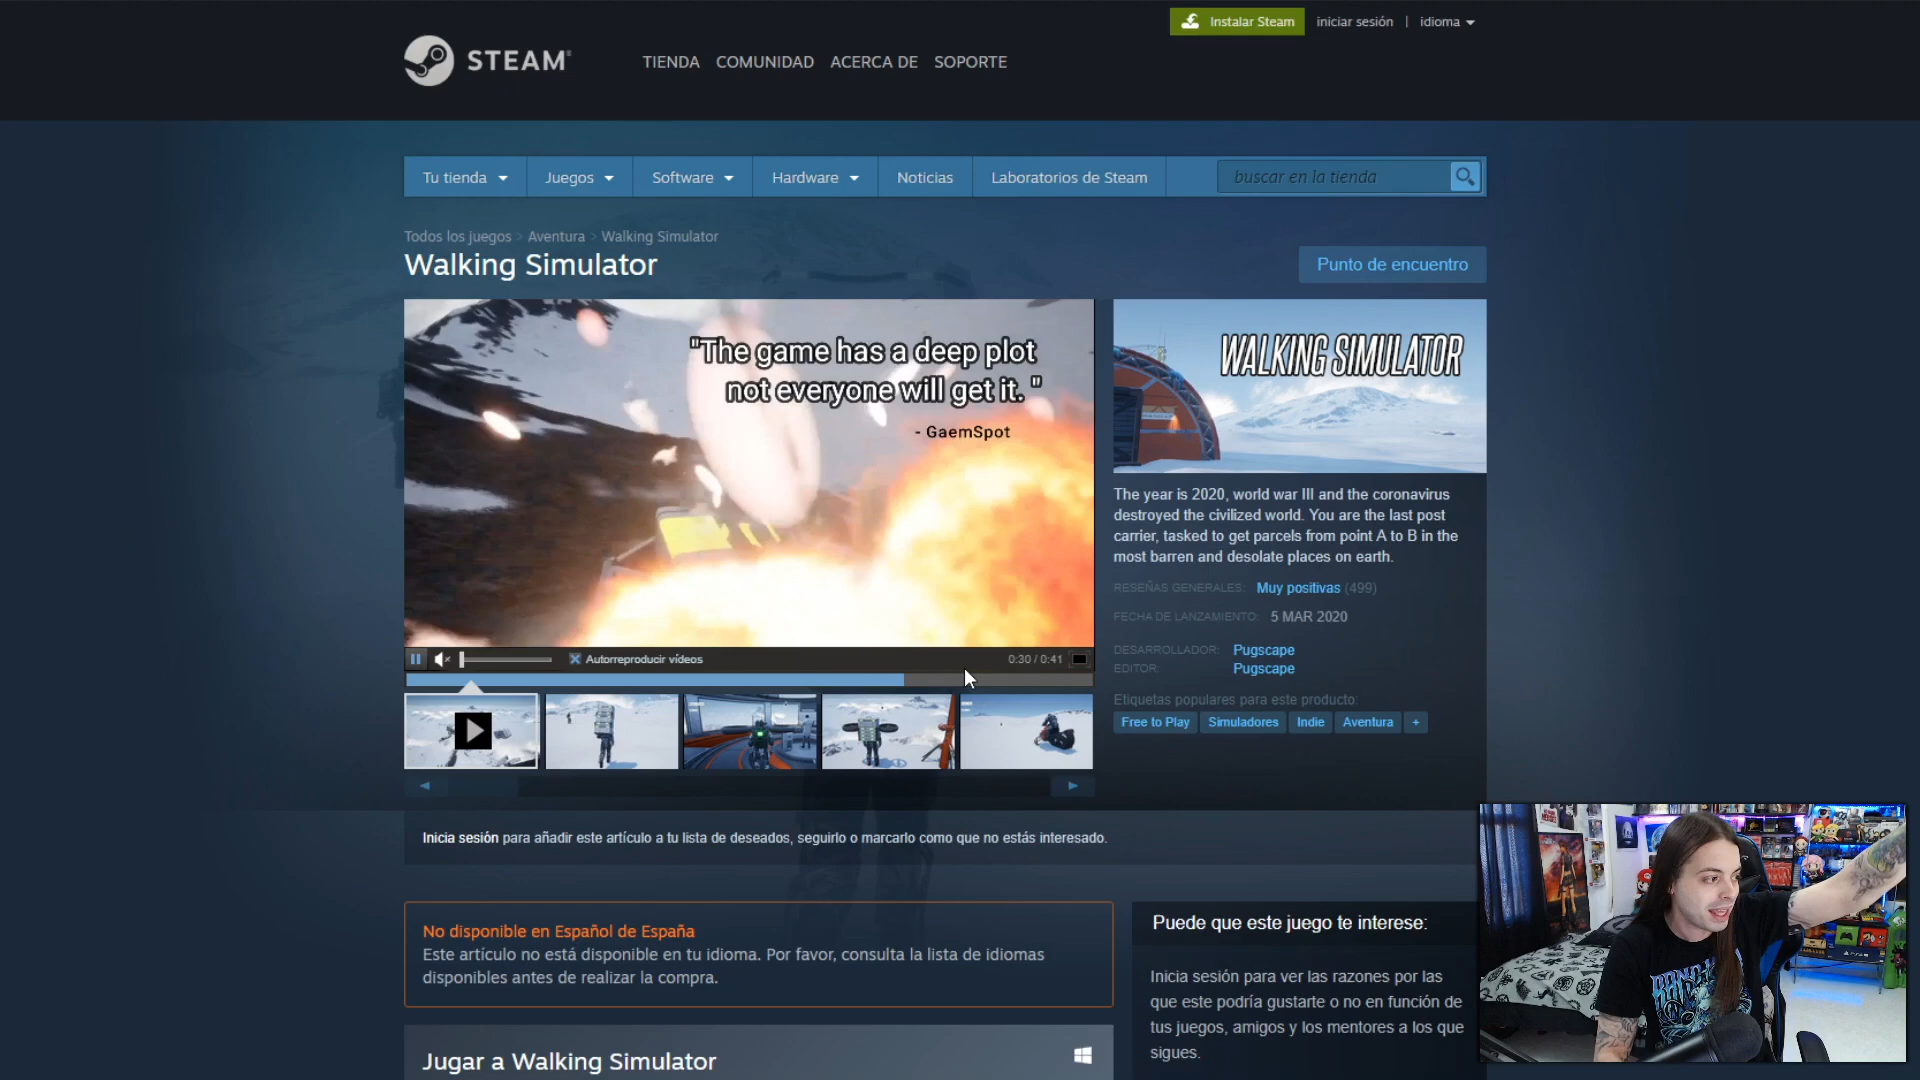 Instalar Steam
iniciar sesión | idioma
STEAM
TIENDA COMUNIDAD ACERCA DE SOPORTE
Tu tienda Juegos Software Hardware Noticias Laboratorios de Steam buscar en la tienda
Todos los juegos > Aventura > Walking Simulator
Walking Simulator
Punto de encuentro
"The game has a deep plot
not everyone will get it."
- GaemSpot
WALKING SIMULATOR
The year is 2020, world war III and the coronavirus
destroyed the civilized world. You are the last post
carrier, tasked to get parcels from point A to B in the
most barren and desolate places on earth.
RESEÑAS GENERALES: Muy positivas (499)
FECHA DE LANZAMIENTO: 5 MAR 2020
DESARROLLADOR: Pugscape
EDITOR: Pugscape
Etiquetas populares para este producto:
Free to Play Simuladores Indie Aventura +
Autorreproducir vídeos 0:30 / 0:41
Inicia sesión para añadir este artículo a tu lista de deseados, seguirlo o marcarlo como que no estás interesado.
No disponible en Español de España
Este artículo no está disponible en tu idioma. Por favor, consulta la lista de idiomas
disponibles antes de realizar la compra.
Jugar a Walking Simulator
Puede que este juego te interese:
Inicia sesión para ver las razones por las
que este podría gustarte o no en función de
tus juegos, amigos y los mentores a los que
sigues.